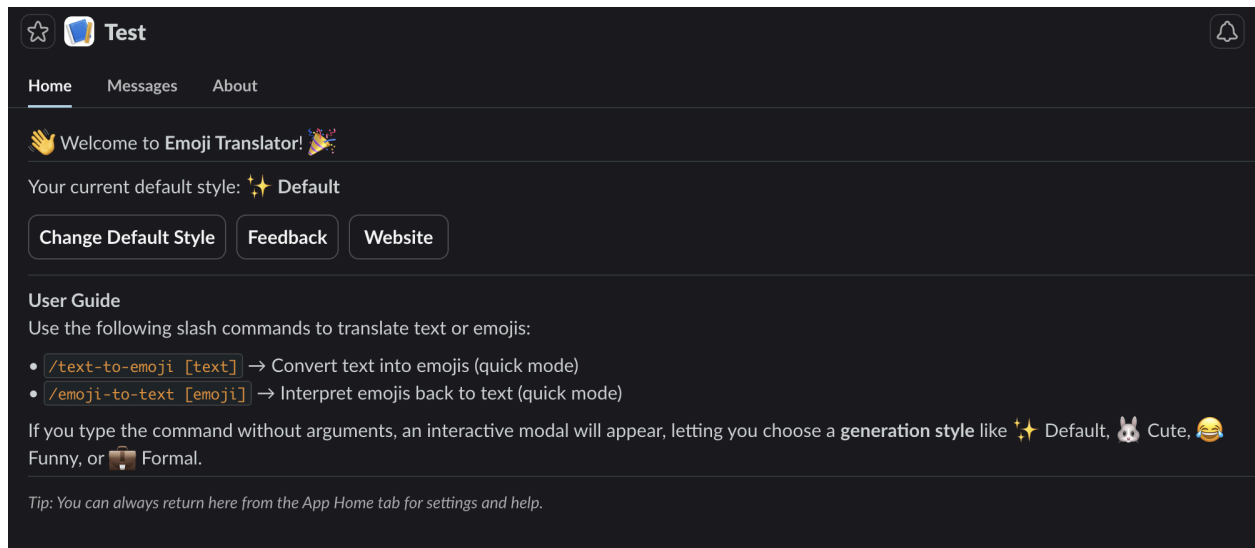 Test
Home Messages About
👋 Welcome to Emoji Translator! 🎉
Your current default style: ✨ Default
Change Default Style Feedback Website
User Guide
Use the following slash commands to translate text or emojis:
• /text-to-emoji [text] → Convert text into emojis (quick mode)
• /emoji-to-text [emoji] → Interpret emojis back to text (quick mode)
If you type the command without arguments, an interactive modal will appear, letting you choose a generation style like ✨ Default, 🐰 Cute, 😂
Funny, or 💼 Formal.
Tip: You can always return here from the App Home tab for settings and help.